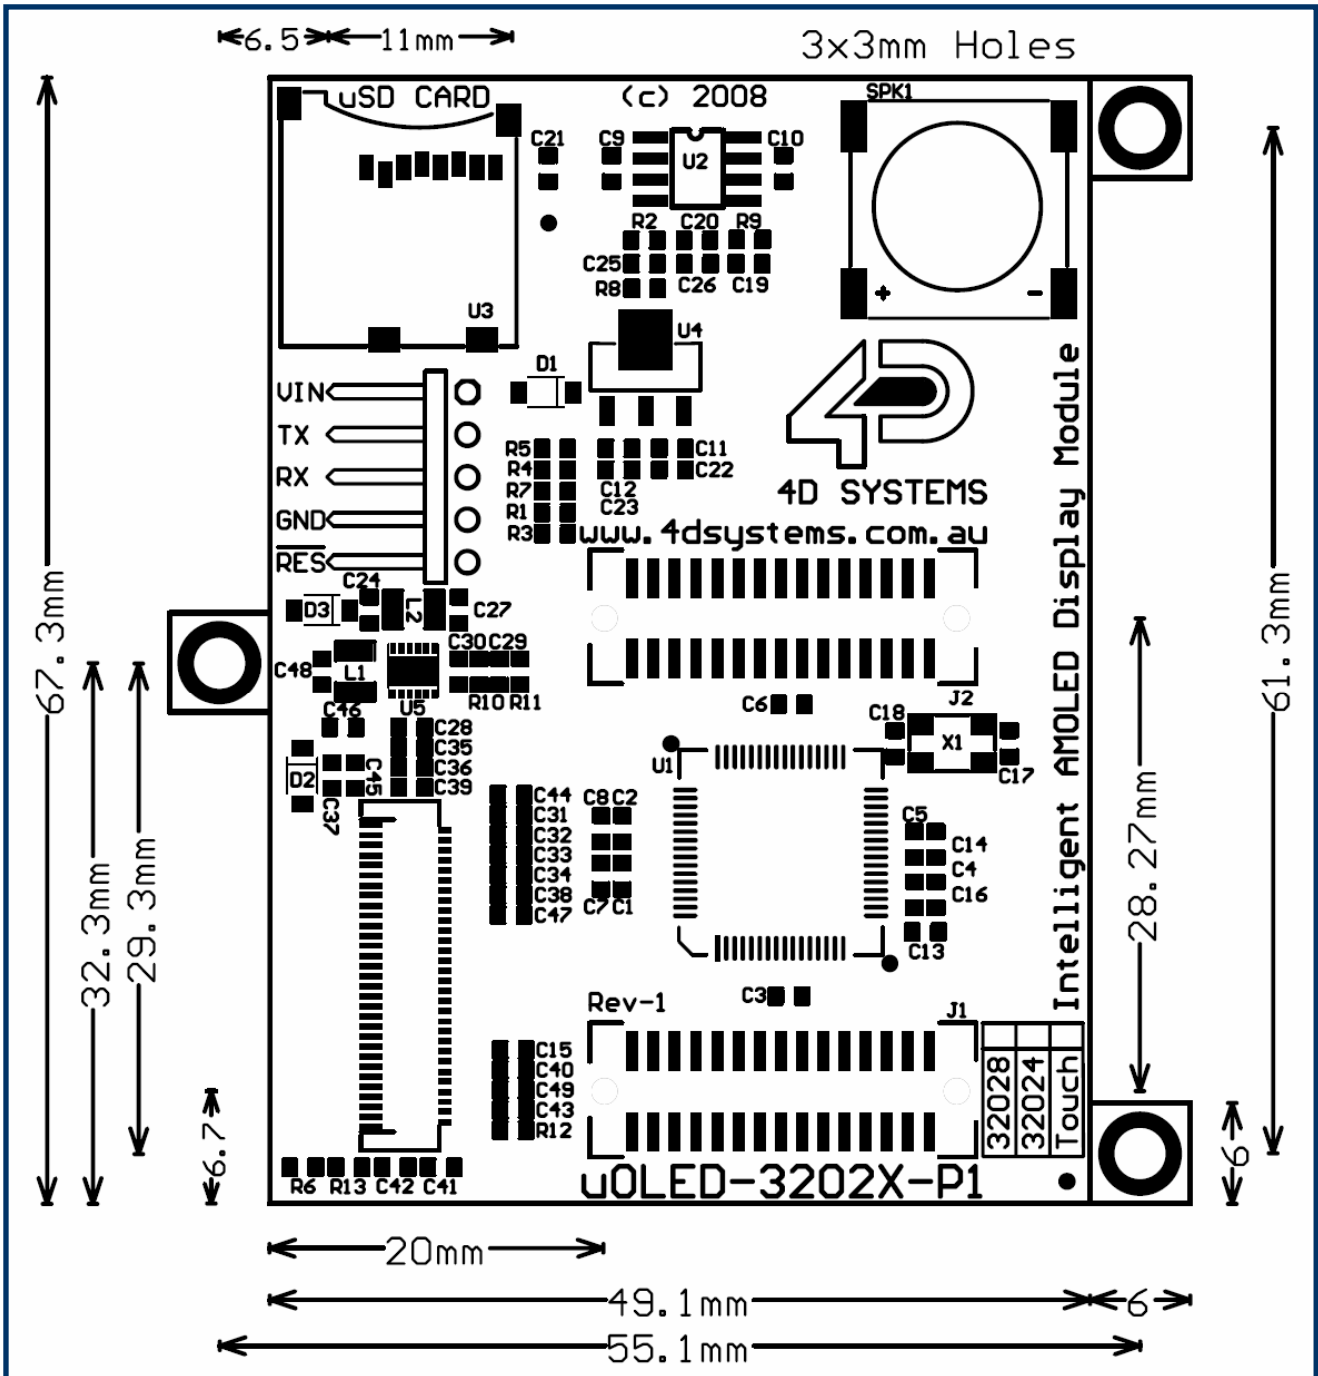 6.5 11mm 3x3mm Holes
uSD CARD (c) 2008 SPK1
C21 C9 U2 C10
R2 C20 R9
C25 C26 C19
R8
+ -
U3 U4
D1
VIN
TX
RX
GND
RES
R5 C11
R4 C22
R7 C12
R1 C23
R3
4D
4D SYSTEMS
www.4dsystems.com.au
Intelligent AMOLED Display Module
67.3mm
61.3mm
C24
D3 L2 C27
C30 C29
C48 L1
U5 R10 R11
C46 C28
C35
D2 C45 C36
C39
C37
C6 J2
C18 X1
U1 C17
C44 C8 C2
C31 C5
C32 C14
C33 C4
C34 C16
C38
C47 C7 C1
C13
32.3mm
29.3mm
28.27mm
C3
Rev-1 J1
C15
C40
C49
C43
R12
32028
32024
Touch
6.7
6
R6 R13 C42 C41
uOLED-3202X-P1
20mm
49.1mm 6
55.1mm